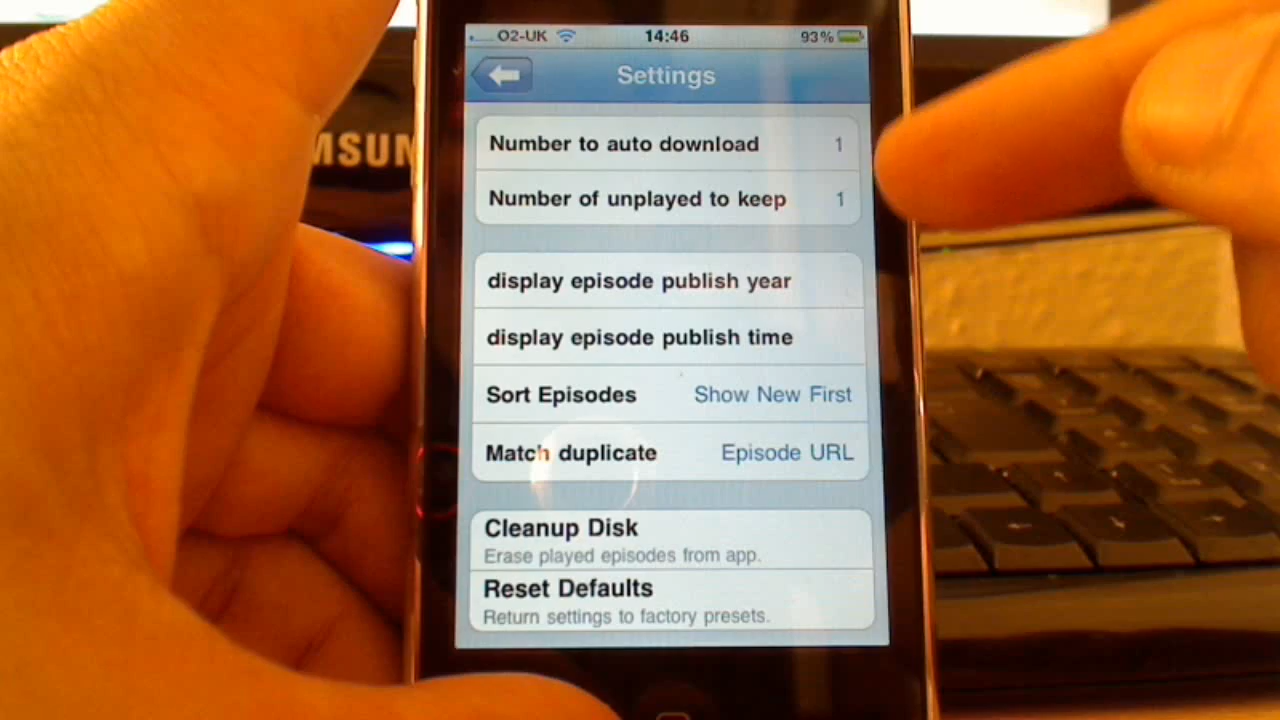 O2-UK 14:46 93%
Settings
Number to auto download 1
Number of unplayed to keep 1
display episode publish year
display episode publish time
Sort Episodes Show New First
Match duplicate Episode URL
Cleanup Disk
Erase played episodes from app.
Reset Defaults
Return settings to factory presets.
MSUN